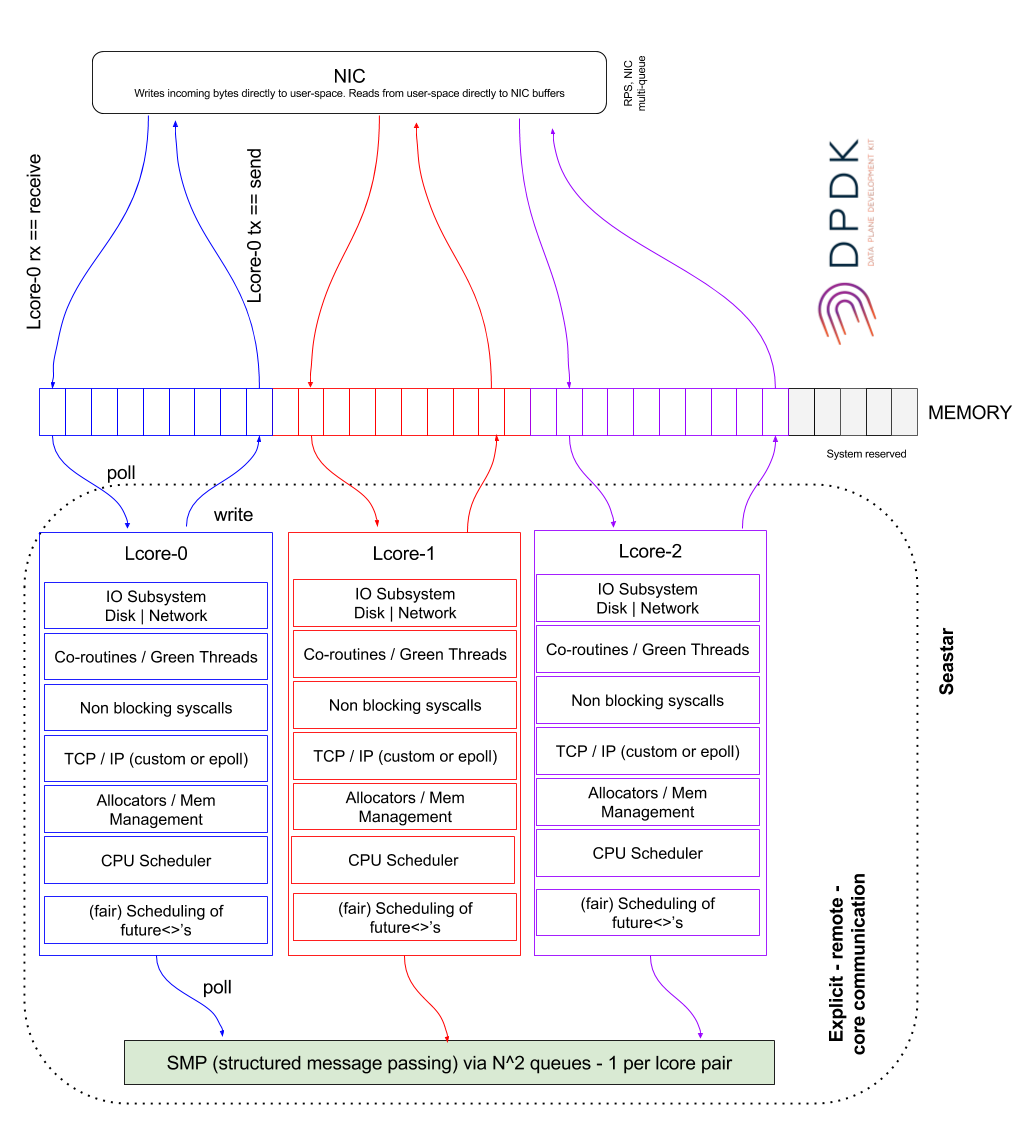 NIC
Writes incoming bytes directly to user-space. Reads from user-space directly to NIC buffers
RPS, NIC
multi-queue
Lcore-0 rx == receive
Lcore-0 tx == send
DPDK
DATA PLANE DEVELOPMENT KIT
MEMORY
System reserved
poll
write
Lcore-0
IO Subsystem
Disk | Network
Co-routines / Green Threads
Non blocking syscalls
TCP / IP (custom or epoll)
Allocators / Mem
Management
CPU Scheduler
(fair) Scheduling of
future<>’s
Lcore-1
IO Subsystem
Disk | Network
Co-routines / Green Threads
Non blocking syscalls
TCP / IP (custom or epoll)
Allocators / Mem
Management
CPU Scheduler
(fair) Scheduling of
future<>’s
Lcore-2
IO Subsystem
Disk | Network
Co-routines / Green Threads
Non blocking syscalls
TCP / IP (custom or epoll)
Allocators / Mem
Management
CPU Scheduler
(fair) Scheduling of
future<>’s
Seastar
Explicit - remote -
core communication
poll
SMP (structured message passing) via N^2 queues - 1 per lcore pair